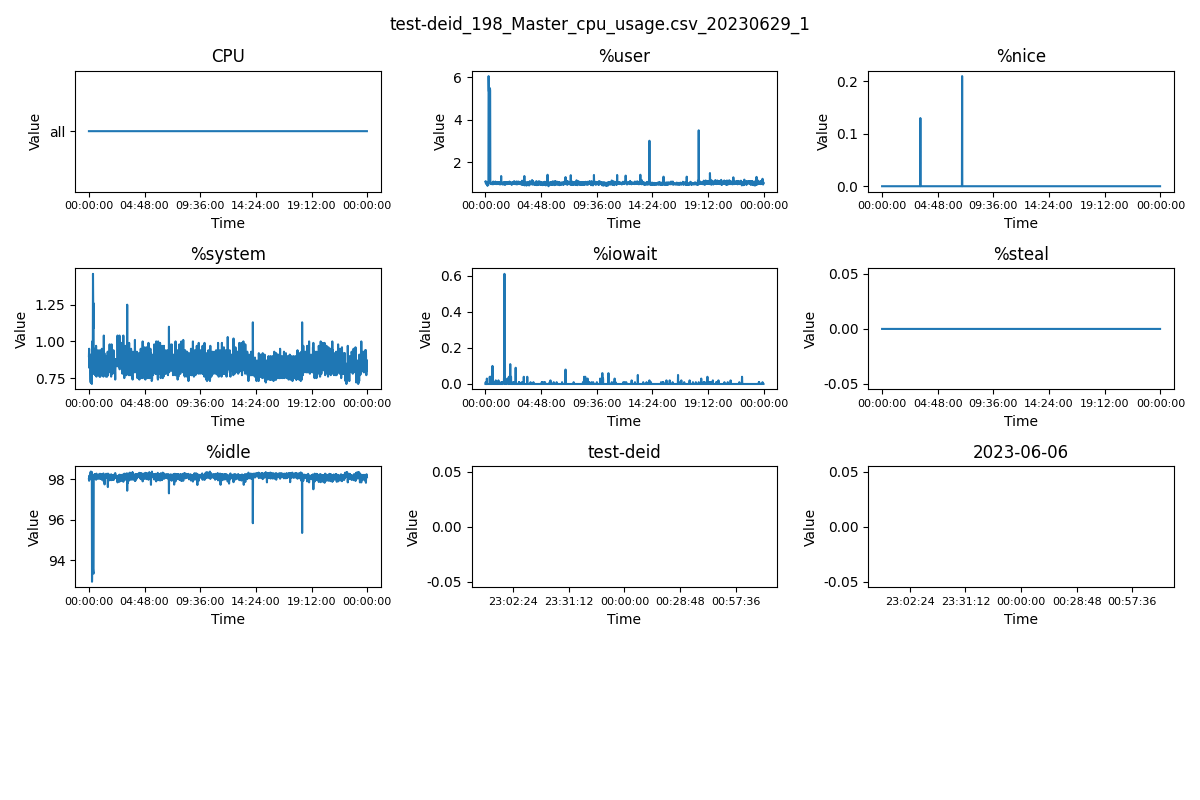 test-deid_198_Master_cpu_usage.csv_20230629_1
CPU
Value
all
00:00:00 04:48:00 09:36:00 14:24:00 19:12:00 00:00:00
Time
%user
Value
6
4
2
00:00:00 04:48:00 09:36:00 14:24:00 19:12:00 00:00:00
Time
%nice
Value
0.2
0.1
0.0
00:00:00 04:48:00 09:36:00 14:24:00 19:12:00 00:00:00
Time
%system
Value
1.25
1.00
0.75
00:00:00 04:48:00 09:36:00 14:24:00 19:12:00 00:00:00
Time
%iowait
Value
0.6
0.4
0.2
0.0
00:00:00 04:48:00 09:36:00 14:24:00 19:12:00 00:00:00
Time
%steal
Value
0.05
0.00
-0.05
00:00:00 04:48:00 09:36:00 14:24:00 19:12:00 00:00:00
Time
%idle
Value
98
96
94
00:00:00 04:48:00 09:36:00 14:24:00 19:12:00 00:00:00
Time
test-deid
Value
0.05
0.00
-0.05
23:02:24 23:31:12 00:00:00 00:28:48 00:57:36
Time
2023-06-06
Value
0.05
0.00
-0.05
23:02:24 23:31:12 00:00:00 00:28:48 00:57:36
Time